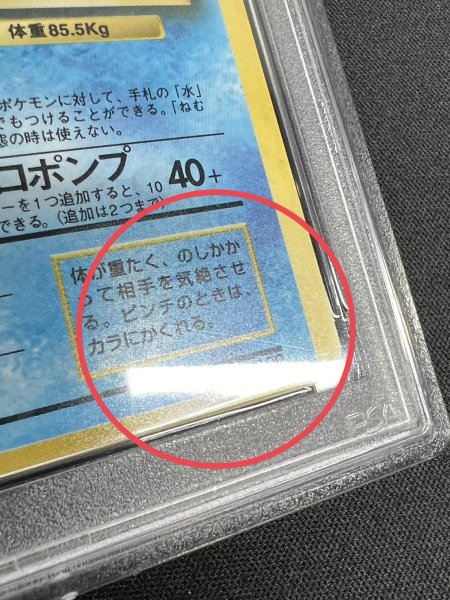 体重85.5Kg
ポケモンに対して、手札の「水」
でもつけることができる。「ねむ
態の時は使えない。
コポンプ 40+
ーを1つ追加すると、10
できる。(追加は2つまで)
体が重たく、のしかか
って相手を気絶させ
る。ピンチのときは、
カラにかくれる。